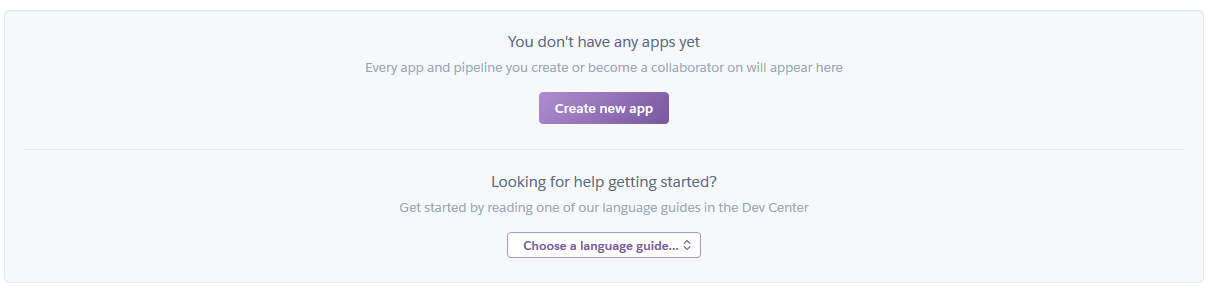 You don't have any apps yet
Every app and pipeline you create or become a collaborator on will appear here
Create new app
Looking for help getting started?
Get started by reading one of our language guides in the Dev Center
Choose a language guide...